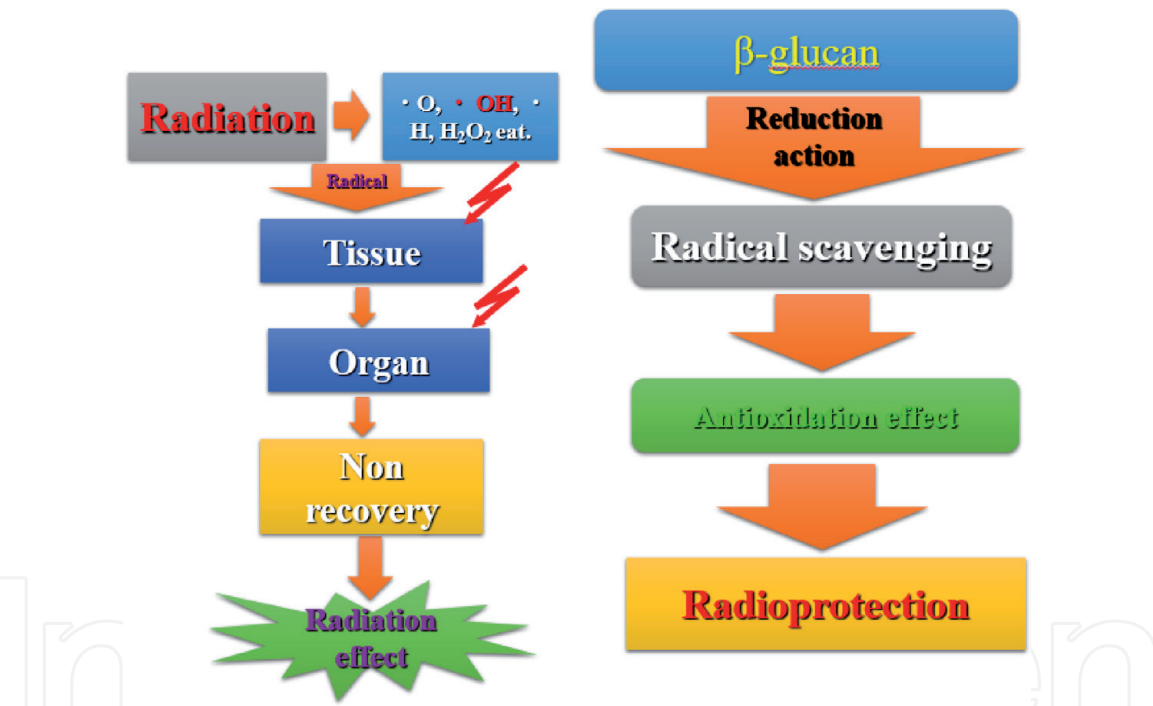 Radiation
· O, · OH, ·
H, H₂O₂ eat.
Radical
Tissue
Organ
Non
recovery
Radiation
effect
β-glucan
Reduction
action
Radical scavenging
Antioxidation effect
Radioprotection